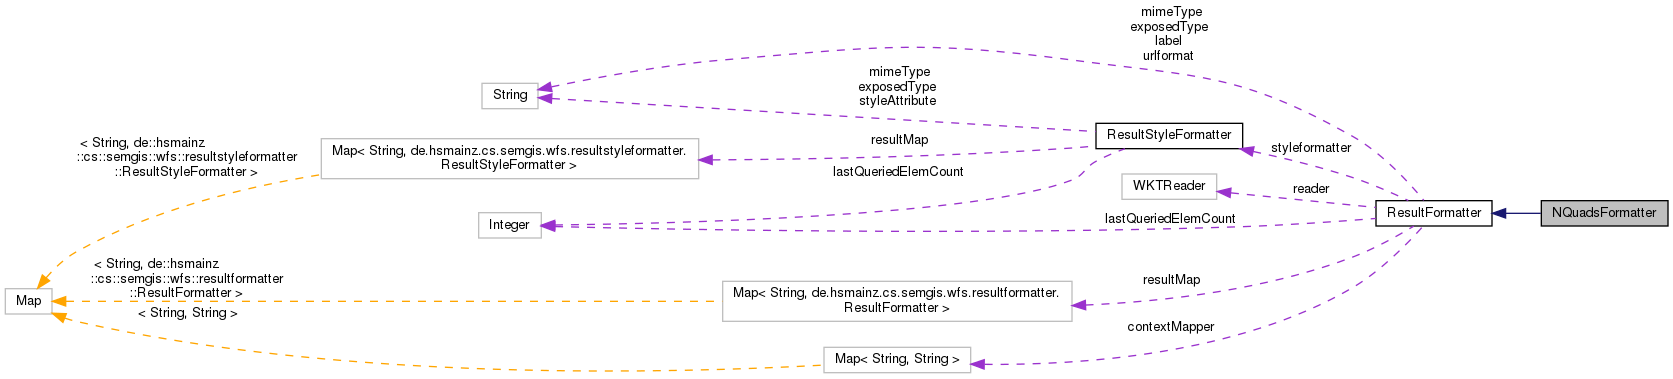 mimeType
exposedType
label
urlformat
mimeType
exposedType
styleAttribute
String
ResultStyleFormatter
< String, de::hsmainz
::cs::semgis::wfs::resultstyleformatter
::ResultStyleFormatter >
Map< String, de.hsmainz.cs.semgis.wfs.resultstyleformatter.
ResultStyleFormatter >
resultMap
styleformatter
lastQueriedElemCount
WKTReader
reader
ResultFormatter
NQuadsFormatter
Integer
lastQueriedElemCount
< String, de::hsmainz
::cs::semgis::wfs::resultformatter
::ResultFormatter >
Map
< String, String >
Map< String, de.hsmainz.cs.semgis.wfs.resultformatter.
ResultFormatter >
resultMap
contextMapper
Map< String, String >